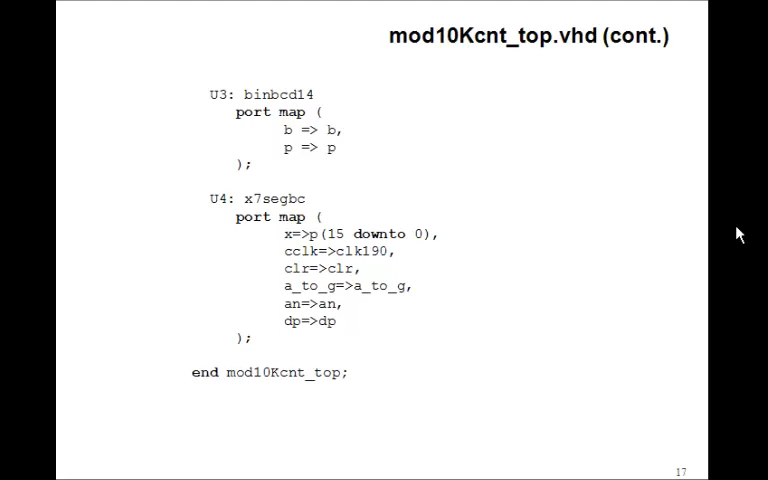 mod10Kcnt_top.vhd (cont.)
U3: binbcd14
port map (
b => b,
p => p
);
U4: x7segbc
port map (
x=>p(15 downto 0),
cclk=>clk190,
clr=>clr,
a_to_g=>a_to_g,
an=>an,
dp=>dp
);
end mod10Kcnt_top;
17